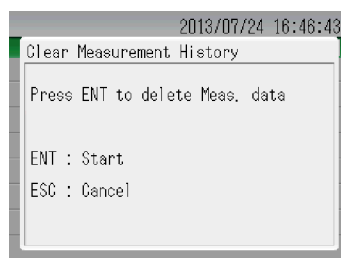 2013/07/24 16:46:43
Clear Measurement History
Press ENT to delete Meas. data
ENT : Start
ESC : Cancel